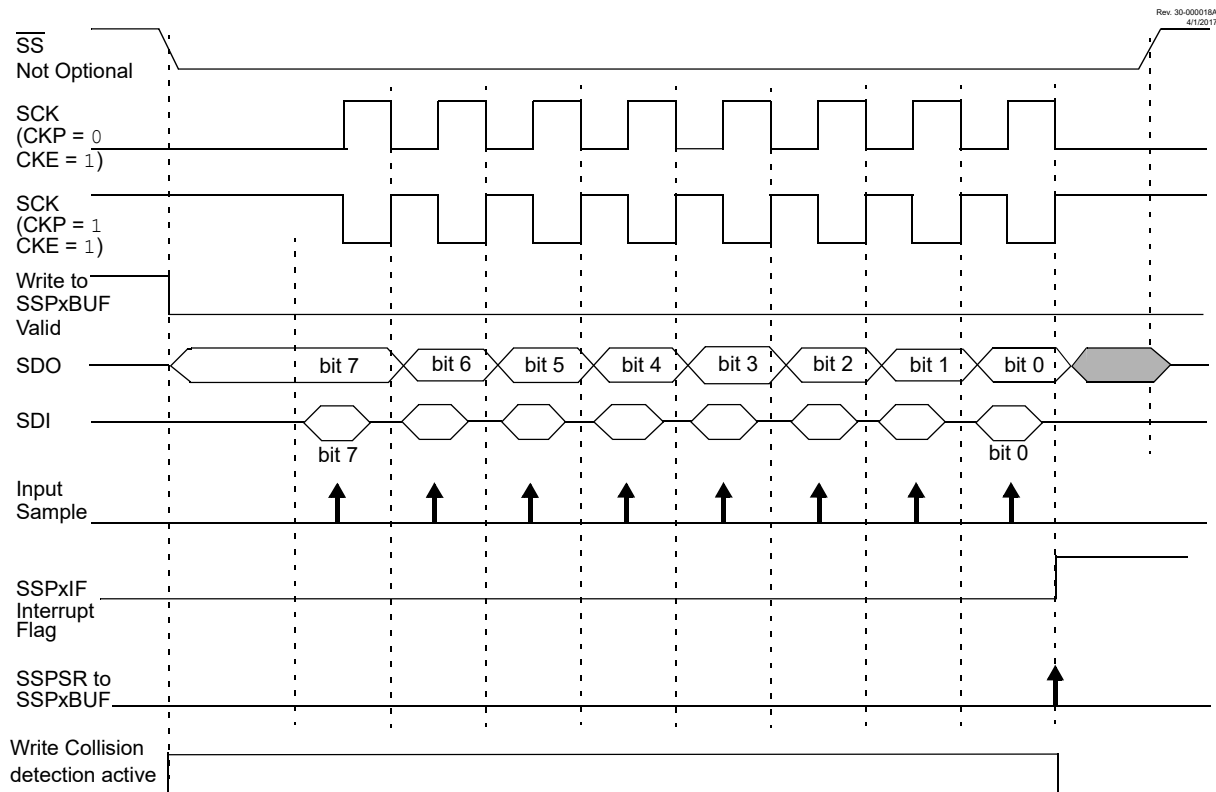 Rev. 30-000018A
4/1/2017
SS
Not Optional
SCK
(CKP = 0
CKE = 1)
SCK
(CKP = 1
CKE = 1)
Write to
SSPxBUF
Valid
SDO
bit 7 bit 6 bit 5 bit 4 bit 3 bit 2 bit 1 bit 0
SDI
bit 7 bit 0
Input
Sample
SSPxIF
Interrupt
Flag
SSPSR to
SSPxBUF
Write Collision
detection active